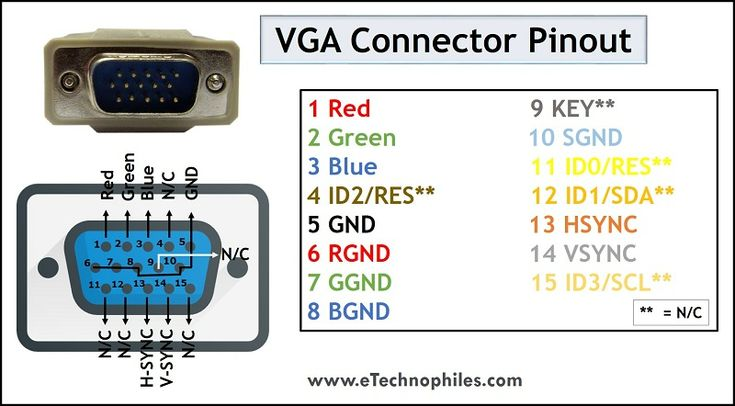 VGA Connector Pinout
1 Red
2 Green
3 Blue
4 ID2/RES**
5 GND
6 RGND
7 GGND
8 BGND
9 KEY**
10 SGND
11 ID0/RES**
12 ID1/SDA**
13 HSYNC
14 VSYNC
15 ID3/SCL**
** = N/C
Red Green Blue N/C GND
1 2 3 4 5
N/C
6 7 8 9 10
11 12 13 14 15
N/C N/C H-SYNC V-SYNC N/C
www.eTechnophiles.com